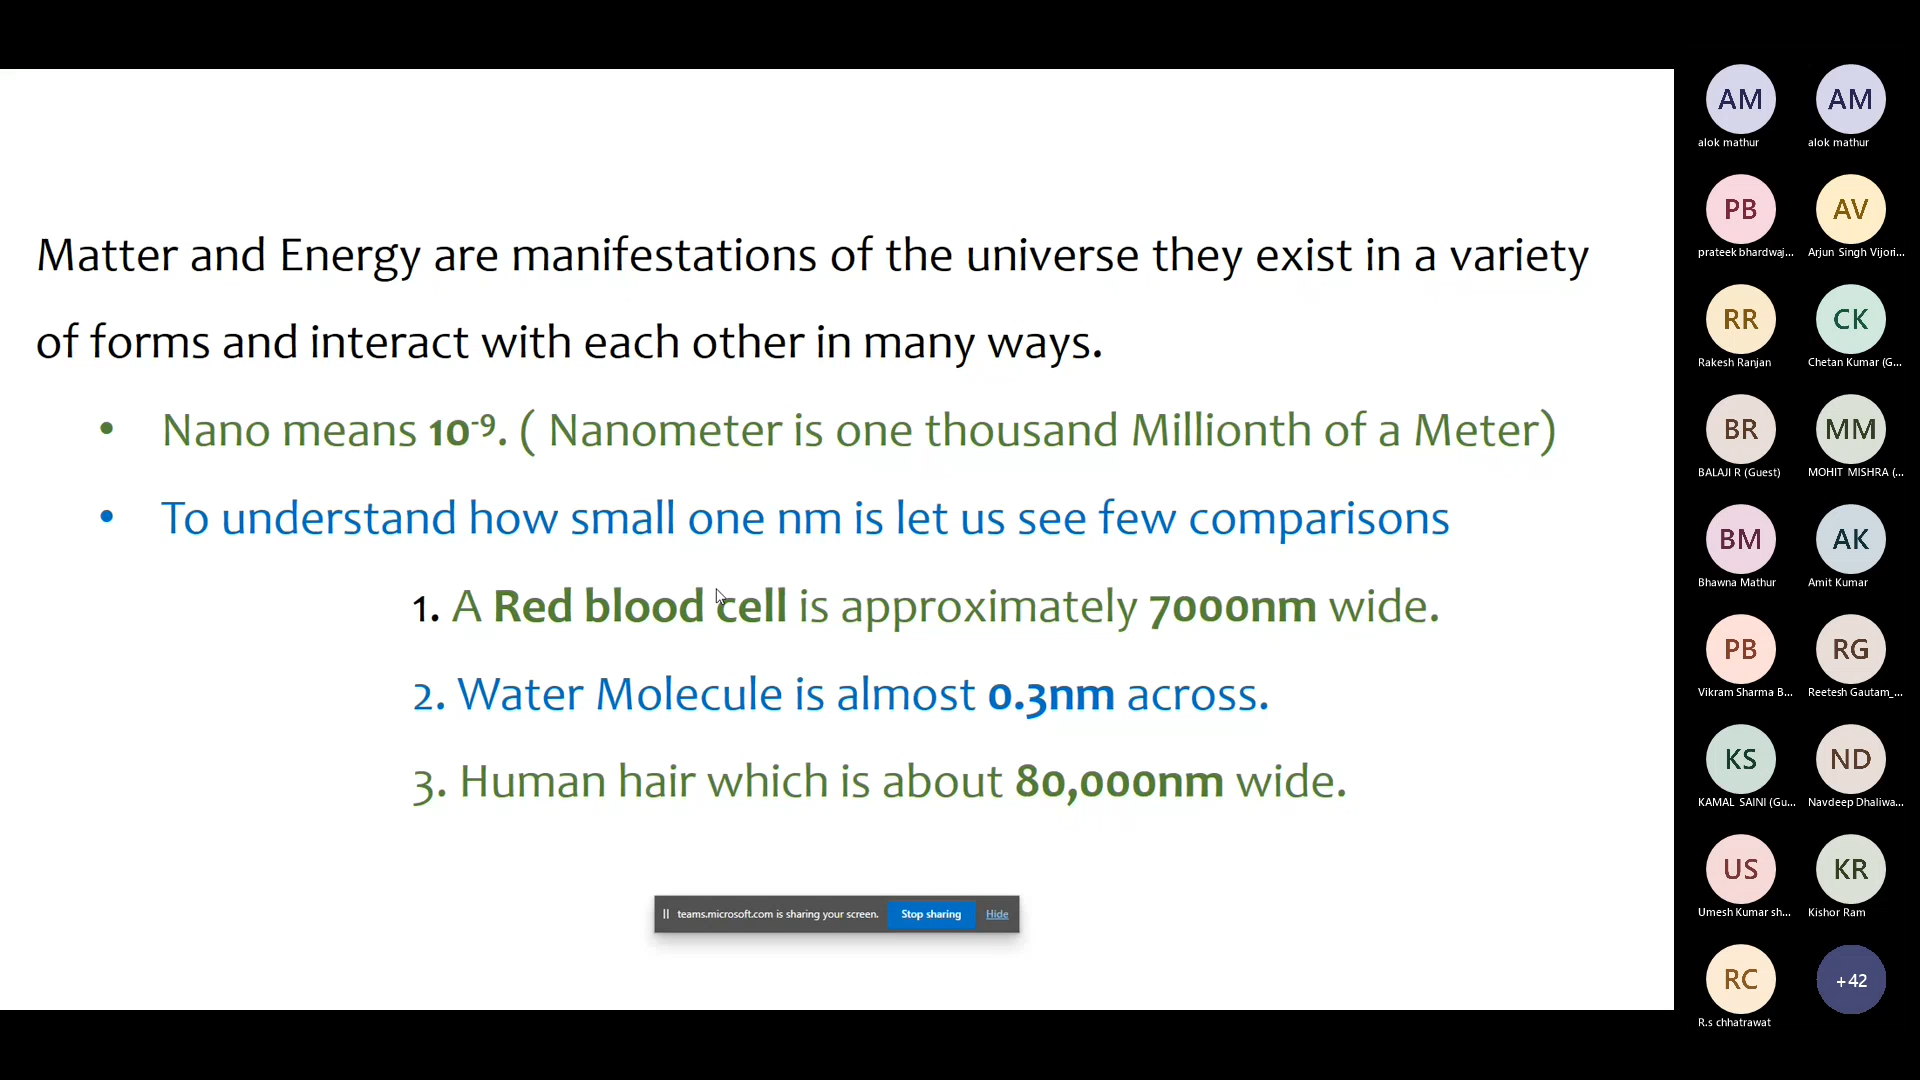 Matter and Energy are manifestations of the universe they exist in a variety
of forms and interact with each other in many ways.
• Nano means 10⁻⁹. ( Nanometer is one thousand Millionth of a Meter)
• To understand how small one nm is let us see few comparisons
1. A Red blood cell is approximately 7000nm wide.
2. Water Molecule is almost 0.3nm across.
3. Human hair which is about 80,000nm wide.
teams.microsoft.com is sharing your screen. Stop sharing Hide
AM AM
alok mathur alok mathur
PB AV
prateek bhardwaj... Arjun Singh Vijori...
RR CK
Rakesh Ranjan Chetan Kumar (G...
BR MM
BALAJI R (Guest) MOHIT MISHRA (...
BM AK
Bhawna Mathur Amit Kumar
PB RG
Vikram Sharma B... Reetesh Gautam_...
KS ND
KAMAL SAINI (Gu... Navdeep Dhaliwa...
US KR
Umesh Kumar sh... Kishor Ram
RC +42
R.s chhatrawat